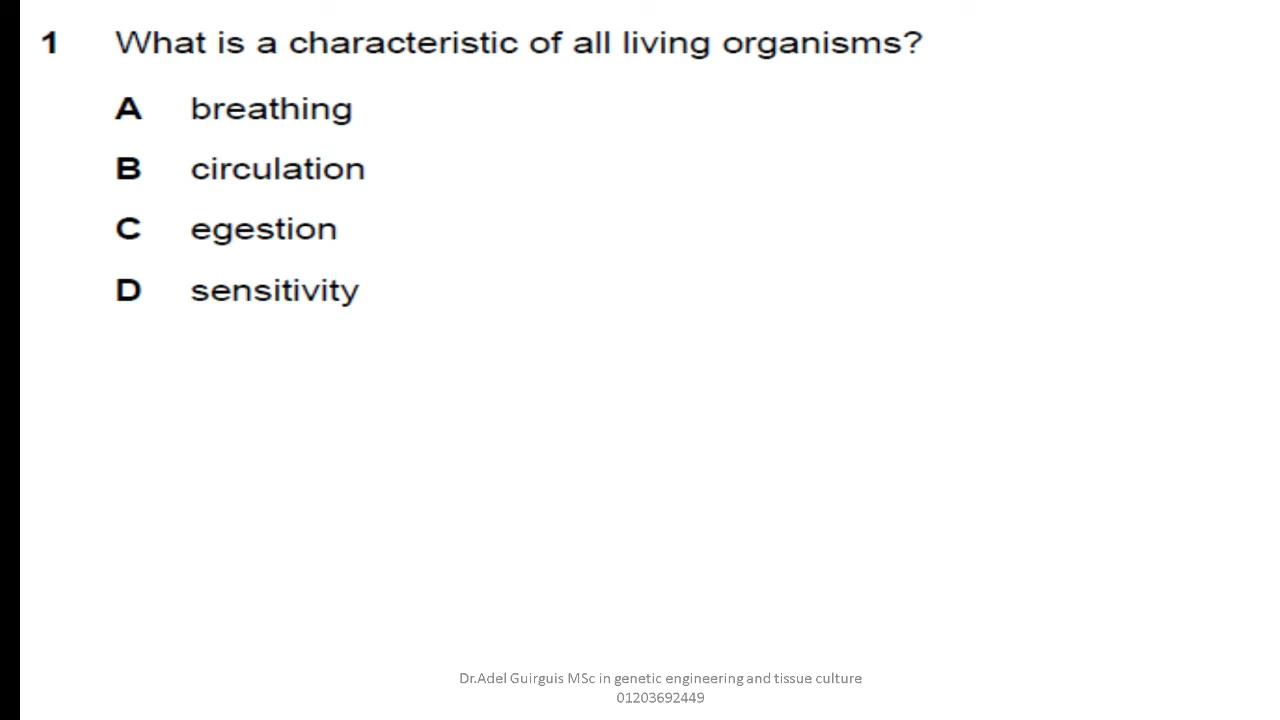 1 What is a characteristic of all living organisms?
A breathing
B circulation
C egestion
D sensitivity
Dr.Adel Guirguis MSc in genetic engineering and tissue culture
01203692449